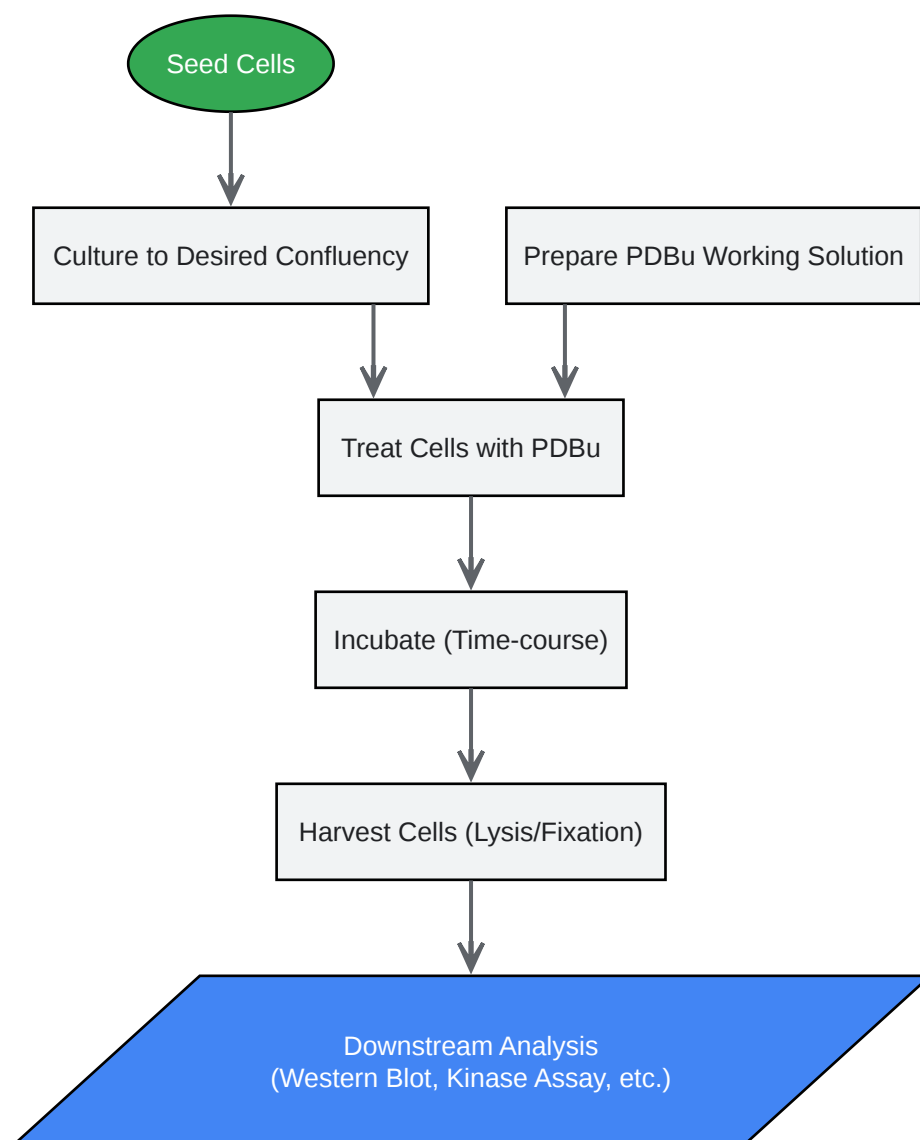 Seed Cells
Culture to Desired Confluency
Prepare PDBu Working Solution
Treat Cells with PDBu
Incubate (Time-course)
Harvest Cells (Lysis/Fixation)
Downstream Analysis
(Western Blot, Kinase Assay, etc.)